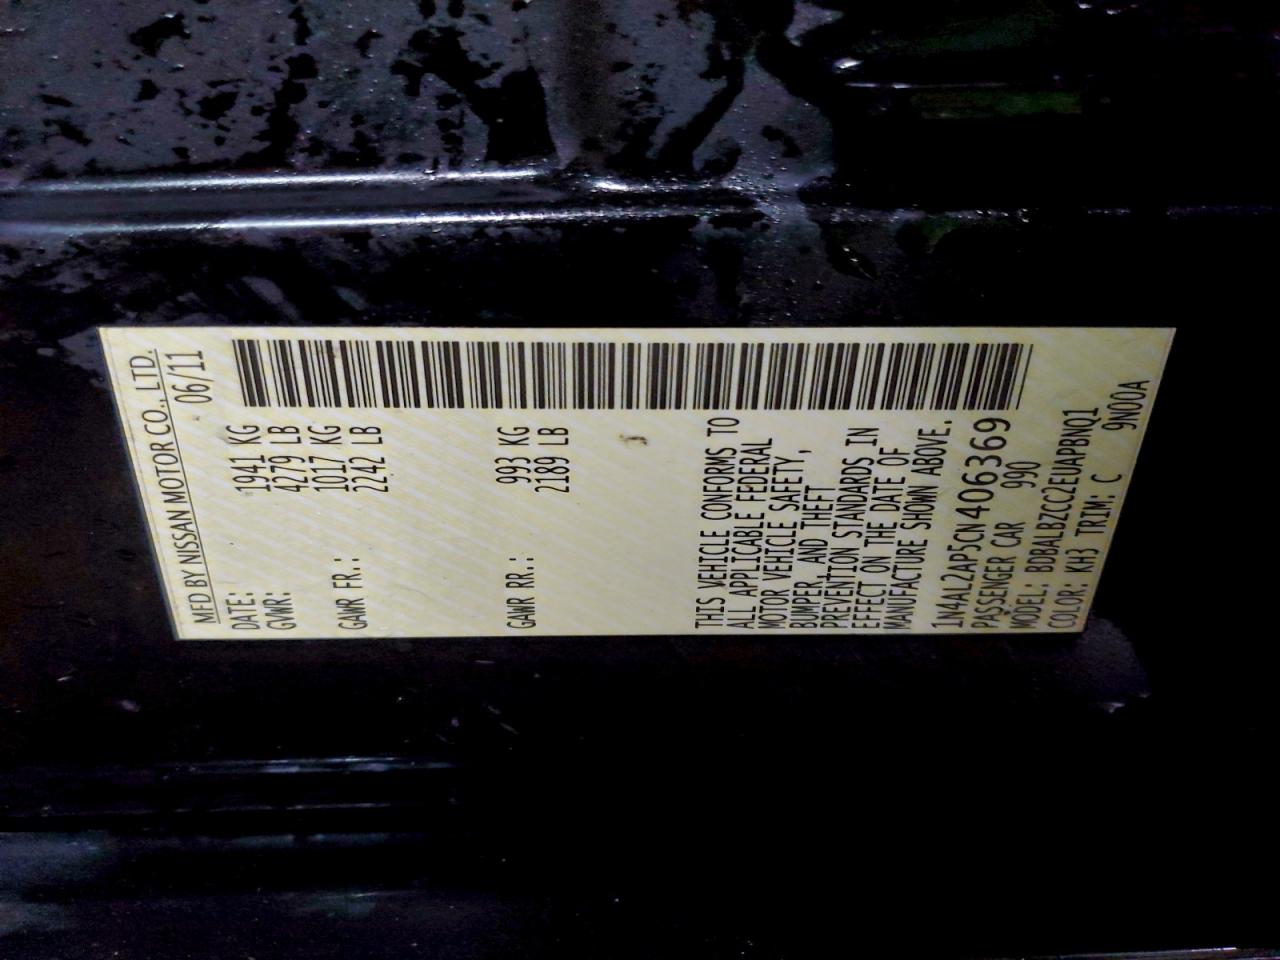 MFD BY NISSAN MOTOR CO., LTD.
DATE: 06/11
GVWR: 1941 KG
4279 LB
GAWR FR.: 1017 KG
2242 LB
GAWR RR.: 993 KG
2189 LB
THIS VEHICLE CONFORMS TO
ALL APPLICABLE FEDERAL
MOTOR VEHICLE SAFETY,
BUMPER, AND THEFT
PREVENTION STANDARDS IN
EFFECT ON THE DATE OF
MANUFACTURE SHOWN ABOVE.
1N4AL2AP5CN406369
PASSENGER CAR 990
MODEL: BDBALBZCC2EUAPBNQ1
COLOR: KH3 TRIM: C 9N00A